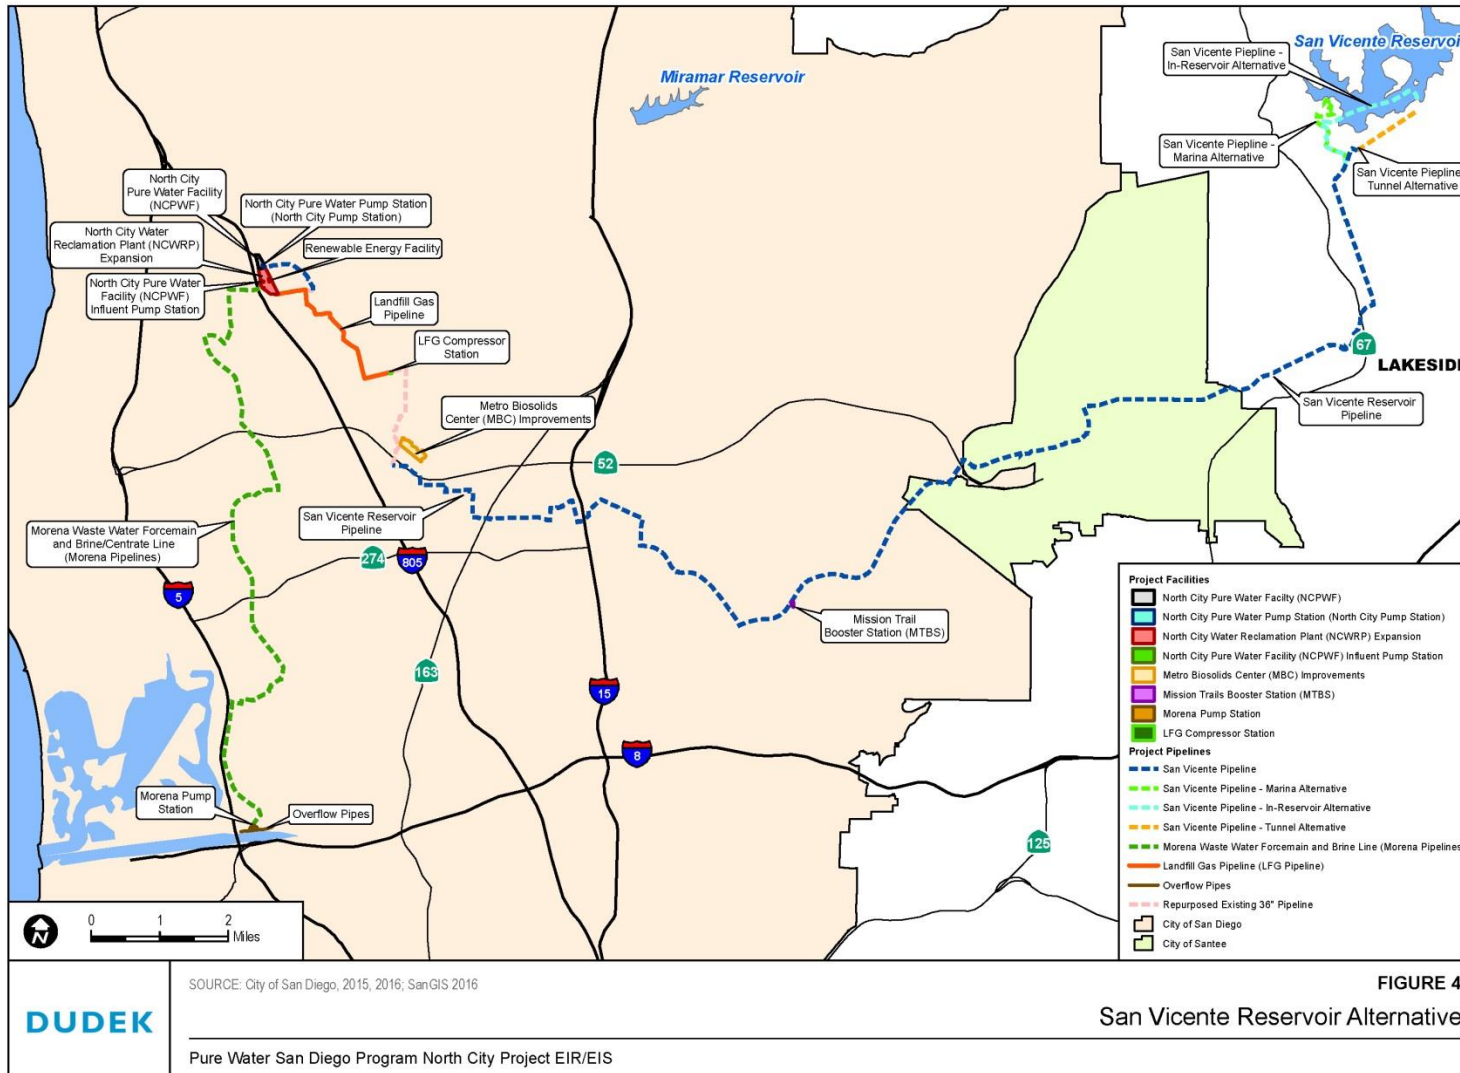 San Vicente Piepline -
In-Reservoir Alternative
San Vicente Reservoi
Miramar Reservoir
San Vicente Piepline -
Marina Alternative
San Vicente Piepline
Tunnel Alternative
North City
Pure Water Facility
(NCPWF)
North City Pure Water Pump Station
(North City Pump Station)
North City Water
Reclamation Plant (NCWRP)
Expansion
Renewable Energy Facility
North City Pure Water
Facility (NCPWF)
Influent Pump Station
Landfill Gas
Pipeline
LFG Compressor
Station
67
LAKESID
San Vicente Reservoir
Pipeline
Metro Biosolids
Center (MBC) Improvements
52
San Vicente Reservoir
Pipeline
Morena Waste Water Forcemain
and Brine/Centrate Line
(Morena Pipelines)
274
805
5
Mission Trail
Booster Station (MTBS)
163
15
8
Morena Pump
Station
Overflow Pipes
125
Project Facilities
North City Pure Water Facilty (NCPWF)
North City Pure Water Pump Station (North City Pump Station)
North City Water Reclamation Plant (NCWRP) Expansion
North City Pure Water Facility (NCPWF) Influent Pump Station
Metro Biosolids Center (MBC) Improvements
Mission Trails Booster Station (MTBS)
Morena Pump Station
LFG Compressor Station
Project Pipelines
San Vicente Pipeline
San Vicente Pipeline - Marina Alternative
San Vicente Pipeline - In-Reservoir Alternative
San Vicente Pipeline - Tunnel Alternative
Morena Waste Water Forcemain and Brine Line (Morena Pipelines
Landfill Gas Pipeline (LFG Pipeline)
Overflow Pipes
Repurposed Existing 36" Pipeline
City of San Diego
City of Santee
N
0 1 2
Miles
DUDEK
SOURCE: City of San Diego, 2015, 2016; SanGIS 2016
FIGURE 4
San Vicente Reservoir Alternative
Pure Water San Diego Program North City Project EIR/EIS